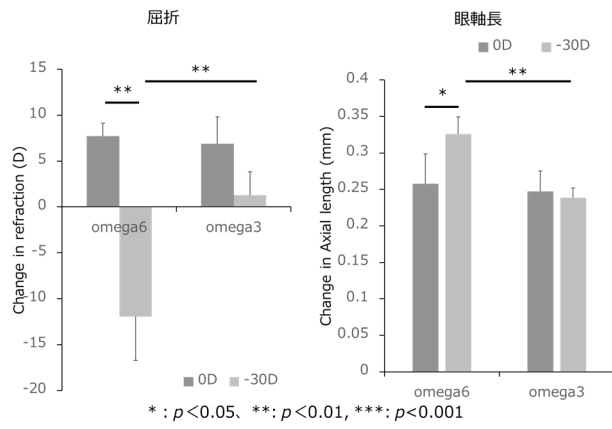 屈折
眼軸長
0D -30D
15
10
5
0
-5
-10
-15
-20
Change in refraction (D)
**
**
omega6
omega3
0D -30D
0.4
0.35
0.3
0.25
0.2
0.15
0.1
0.05
0
Change in Axial length (mm)
*
**
omega6
omega3
* : p<0.05、**: p<0.01, ***: p<0.001